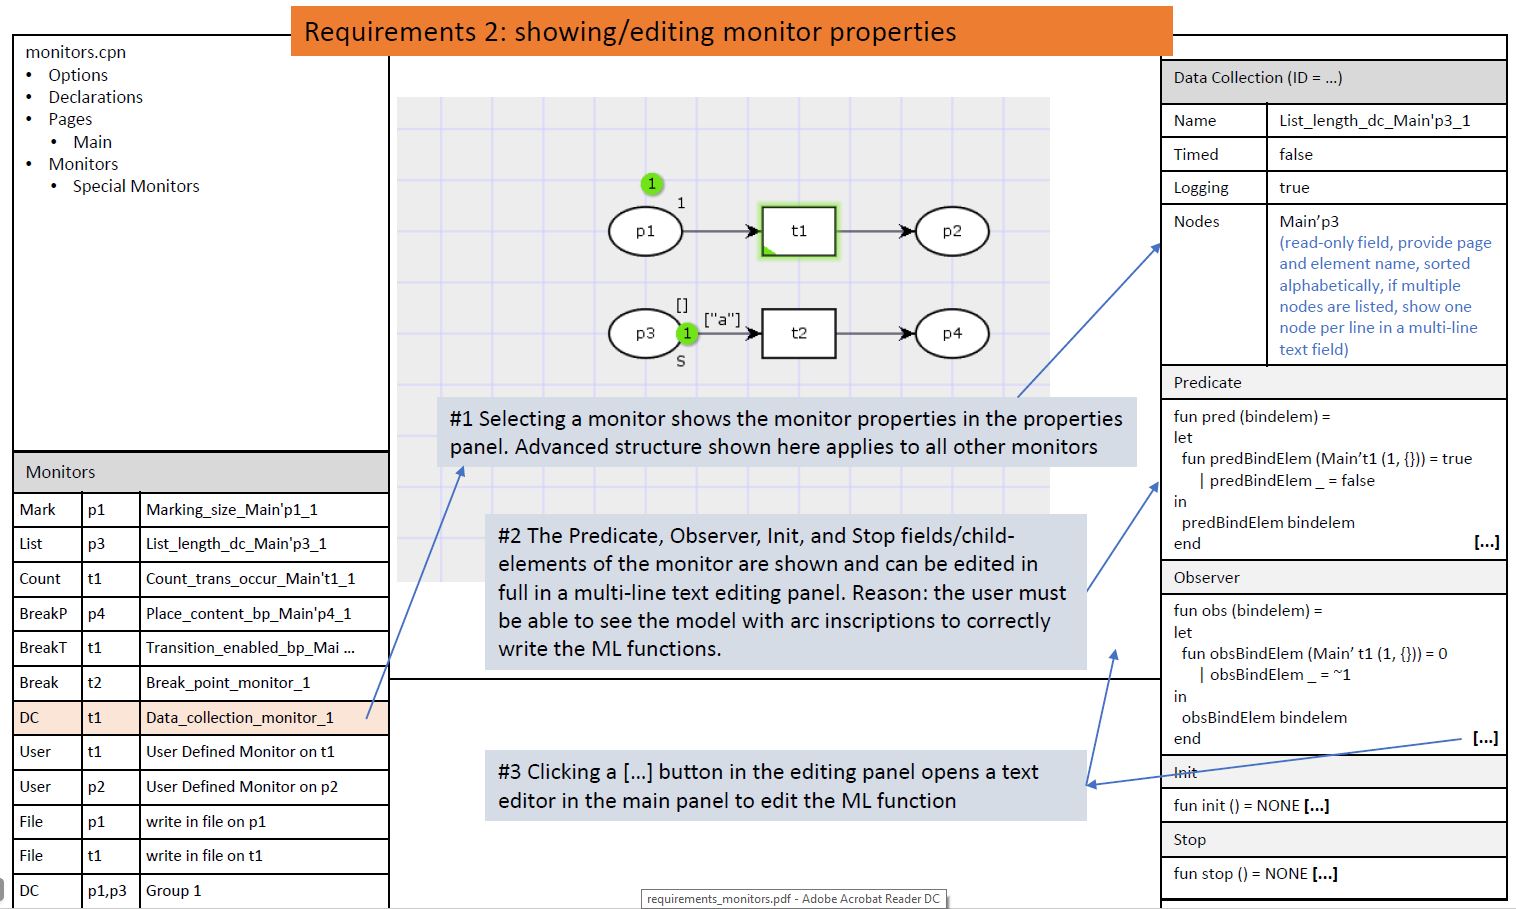 Requirements 2: showing/editing monitor properties
monitors.cpn
• Options
• Declarations
• Pages
• Main
• Monitors
• Special Monitors
Monitors
Mark p1 Marking_size_Main'p1_1
List p3 List_length_dc_Main'p3_1
Count t1 Count_trans_occur_Main't1_1
BreakP p4 Place_content_bp_Main'p4_1
BreakT t1 Transition_enabled_bp_Mai ...
Break t2 Break_point_monitor_1
DC t1 Data_collection_monitor_1
User t1 User Defined Monitor on t1
User p2 User Defined Monitor on p2
File p1 write in file on p1
File t1 write in file on t1
DC p1,p3 Group 1
1
1
p1
t1
p2
[]
["a"]
p3
1
t2
p4
S
#1 Selecting a monitor shows the monitor properties in the properties
panel. Advanced structure shown here applies to all other monitors
#2 The Predicate, Observer, Init, and Stop fields/child-
elements of the monitor are shown and can be edited in
full in a multi-line text editing panel. Reason: the user must
be able to see the model with arc inscriptions to correctly
write the ML functions.
#3 Clicking a [...] button in the editing panel opens a text
editor in the main panel to edit the ML function
Data Collection (ID = ...)
Name List_length_dc_Main'p3_1
Timed false
Logging true
Nodes Main’p3
(read-only field, provide page
and element name, sorted
alphabetically, if multiple
nodes are listed, show one
node per line in a multi-line
text field)
Predicate
fun pred (bindelem) =
let
fun predBindElem (Main’t1 (1, {})) = true
| predBindElem _ = false
in
predBindElem bindelem
end [...]
Observer
fun obs (bindelem) =
let
fun obsBindElem (Main’ t1 (1, {})) = 0
| obsBindElem _ = ~1
in
obsBindElem bindelem
end [...]
Init
fun init () = NONE [...]
Stop
fun stop () = NONE [...]
requirements_monitors.pdf - Adobe Acrobat Reader DC